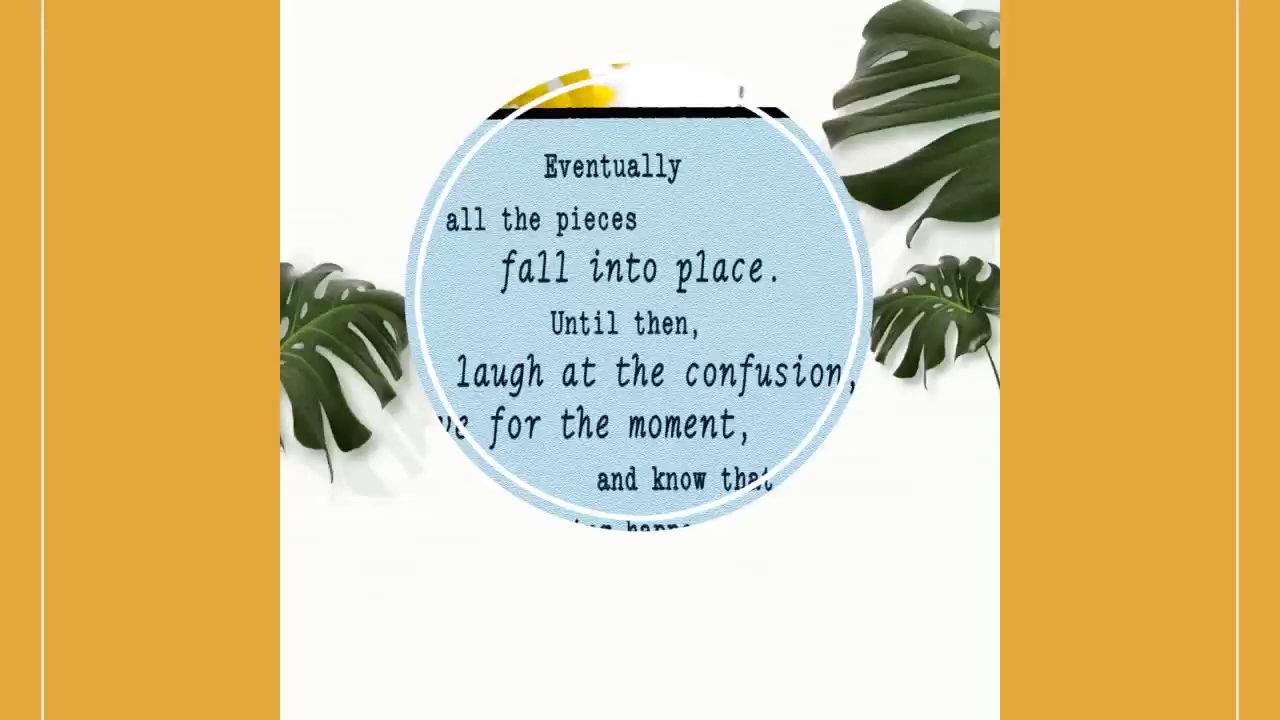 Eventually
all the pieces
fall into place.
Until then,
laugh at the confusion,
for the moment,
and know that